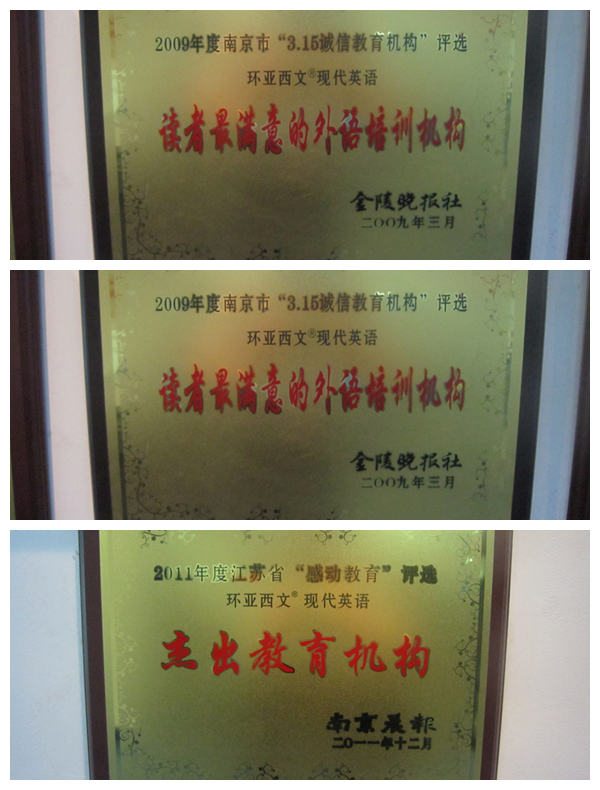 2009年度南京市“3.15诚信教育机构”评选
环亚西文®现代英语
读者最满意的外语培训机构
金陵晚报社
二〇〇九年三月
2009年度南京市“3.15诚信教育机构”评选
环亚西文®现代英语
读者最满意的外语培训机构
金陵晚报社
二〇〇九年三月
2011年度江苏省“感动教育”评选
环亚西文®现代英语
杰出教育机构
南京晨報
二〇一一年十二月